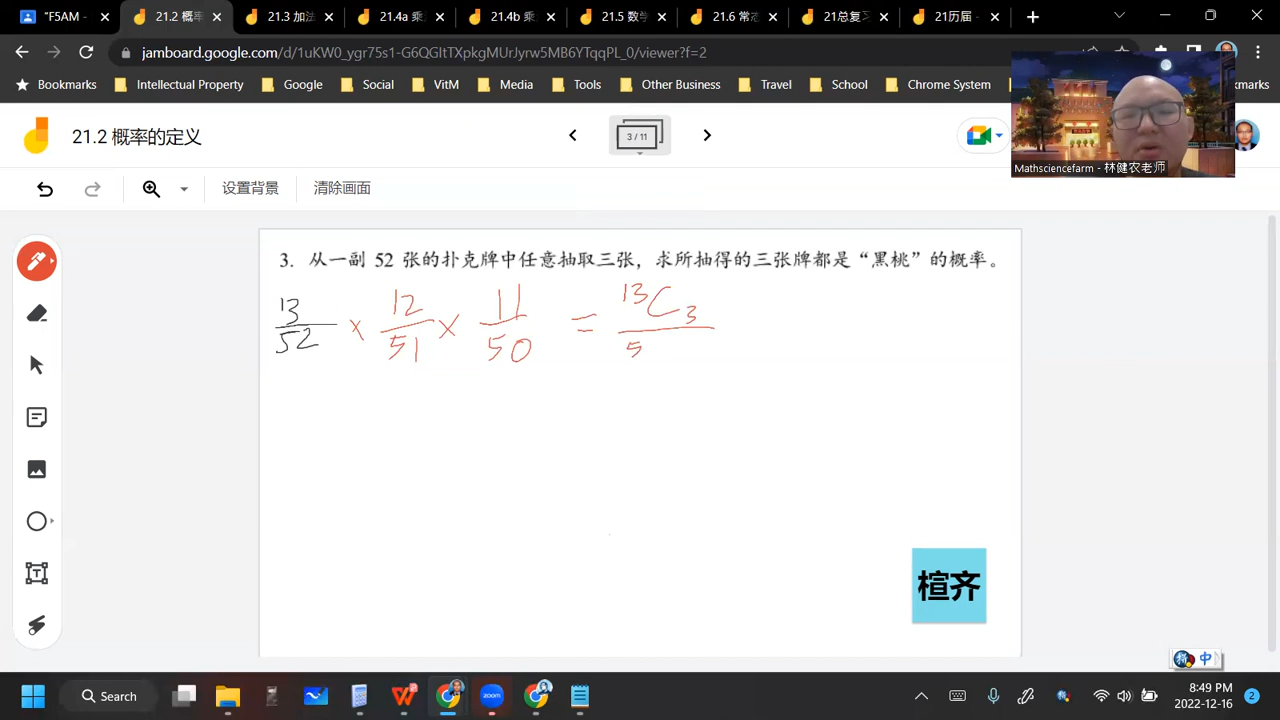 "F5AM -
21.2 概率
21.3 加法
21.4a 乘
21.4b 乘
21.5 数学
21.6 常态
21总复习
21历届 -
jamboard.google.com/d/1uKW0_ygr75s1-G6QGltTXpkgMUrJMw5MB6YTqqPL_0/viewer?f=2
Bookmarks
Intellectual Property
Google
Social
VitM
Media
Tools
Other Business
Travel
School
Chrome System
Bookmarks
21.2 概率的定义
3 / 11
Mathsciencefarm - 林健农老师
设置背景
清除画面
3. 从一副 52 张的扑克牌中任意抽取三张，求所抽得的三张牌都是“黑桃”的概率。
13/52 × 12/51 × 11/50 = 13C3/5
楦齐
中
Search
8:49 PM
2022-12-16
2